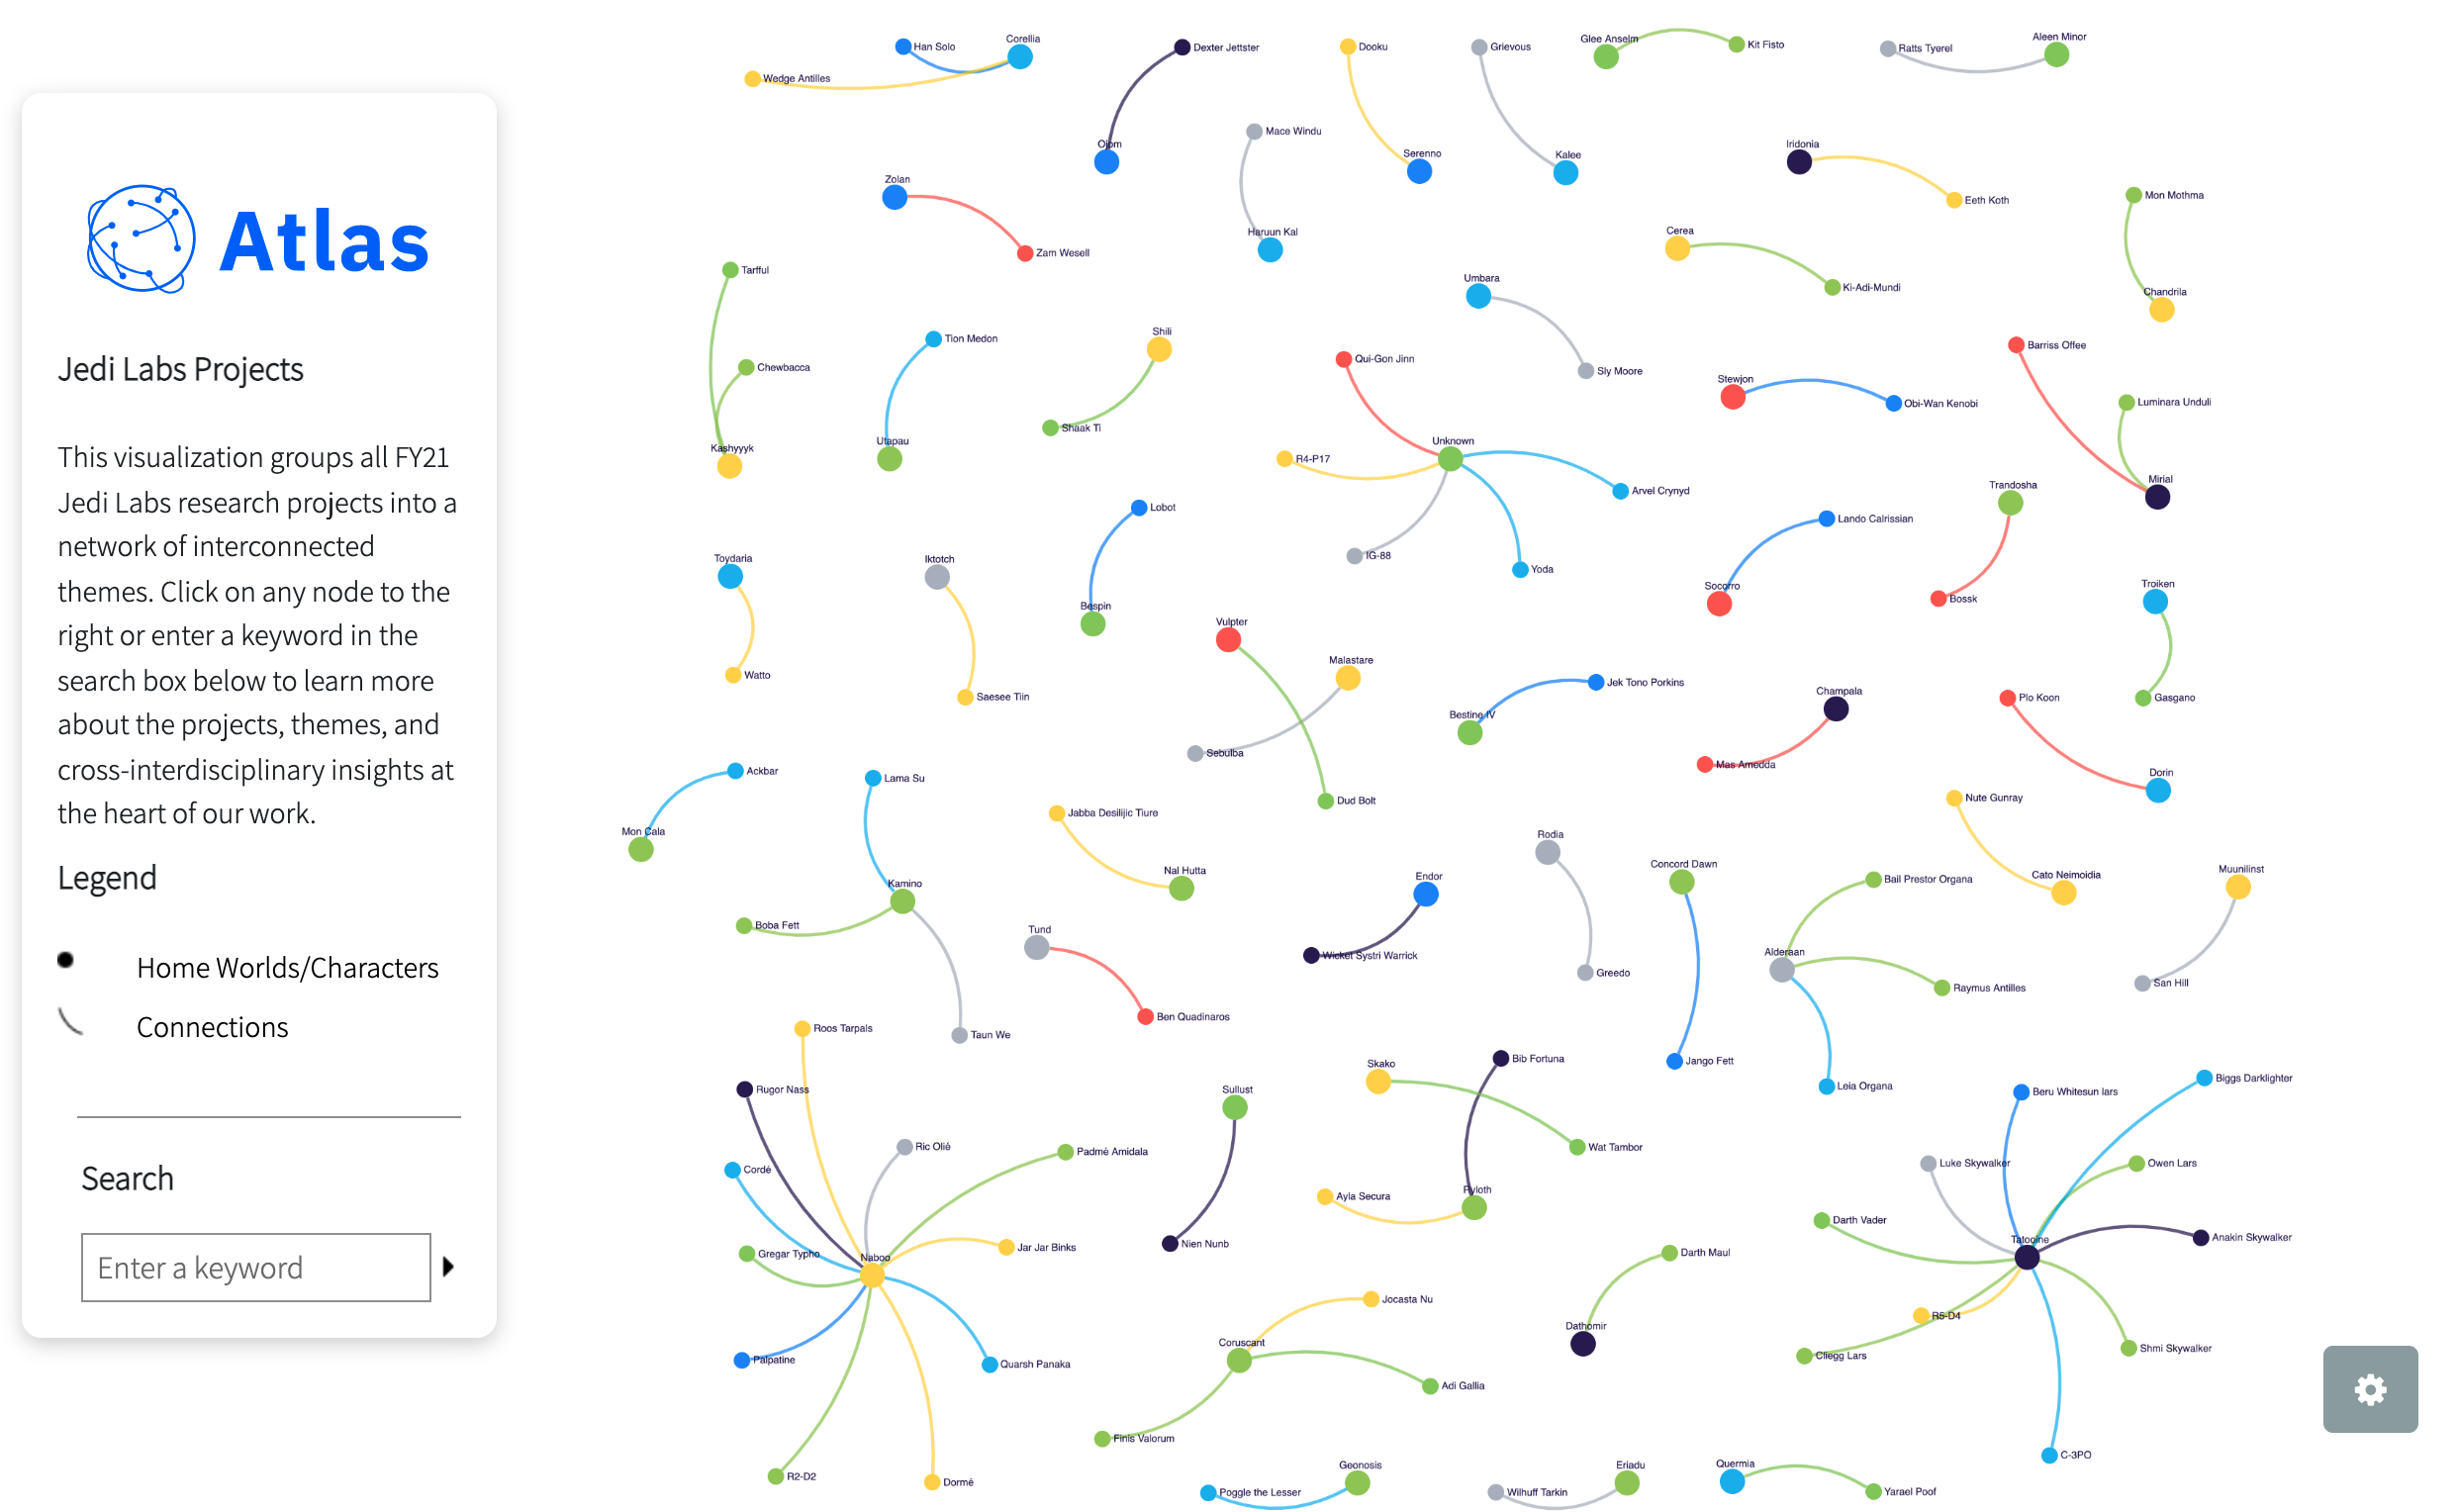 Atlas
Jedi Labs Projects
This visualization groups all FY21
Jedi Labs research projects into a
network of interconnected
themes. Click on any node to the
right or enter a keyword in the
search box below to learn more
about the projects, themes, and
cross-interdisciplinary insights at
the heart of our work.
Legend
Home Worlds/Characters
Connections
Search
Enter a keyword
Han Solo
Corellia
Wedge Antilles
Dexter Jettster
Ojom
Dooku
Serenno
Grievous
Kalee
Glee Anselm
Kit Fisto
Ratts Tyerel
Aleen Minor
Mace Windu
Haruun Kal
Iridonia
Eeth Koth
Zolan
Zam Wesell
Mon Mothma
Chandrila
Cerea
Ki-Adi-Mundi
Tarfful
Chewbacca
Kashyyyk
Tion Medon
Utapau
Shili
Shaak Ti
Umbara
Sly Moore
Qui-Gon Jinn
Unknown
R4-P17
Arvel Crynyd
IG-88
Yoda
Stewjon
Obi-Wan Kenobi
Barriss Offee
Luminara Unduli
Mirial
Trandosha
Bossk
Lobot
Bespin
Lando Calrissian
Socorro
Toydaria
Watto
Iktotch
Saesee Tiin
Troiken
Gasgano
Vulpter
Dud Bolt
Malastare
Sebulba
Jek Tono Porkins
Bestine IV
Champala
Mas Amedda
Plo Koon
Dorin
Ackbar
Mon Cala
Lama Su
Kamino
Boba Fett
Taun We
Jabba Desilijic Tiure
Nal Hutta
Nute Gunray
Cato Neimoidia
Rodia
Greedo
Concord Dawn
Jango Fett
Endor
Wicket Systri Warrick
Bail Prestor Organa
Alderaan
Raymus Antilles
Leia Organa
Muunilinst
San Hill
Tund
Ben Quadinaros
Roos Tarpals
Rugor Nass
Ric Olié
Padmé Amidala
Cordé
Gregar Typho
Naboo
Jar Jar Binks
Palpatine
Quarsh Panaka
R2-D2
Dormé
Sullust
Nien Nunb
Skako
Wat Tambor
Bib Fortuna
Ayla Secura
Ryloth
Darth Maul
Dathomir
Jocasta Nu
Coruscant
Adi Gallia
Finis Valorum
Beru Whitesun lars
Biggs Darklighter
Luke Skywalker
Owen Lars
Darth Vader
Tatooine
Anakin Skywalker
R5-D4
Cliegg Lars
Shmi Skywalker
C-3PO
Geonosis
Poggle the Lesser
Eriadu
Wilhuff Tarkin
Quermia
Yarael Poof